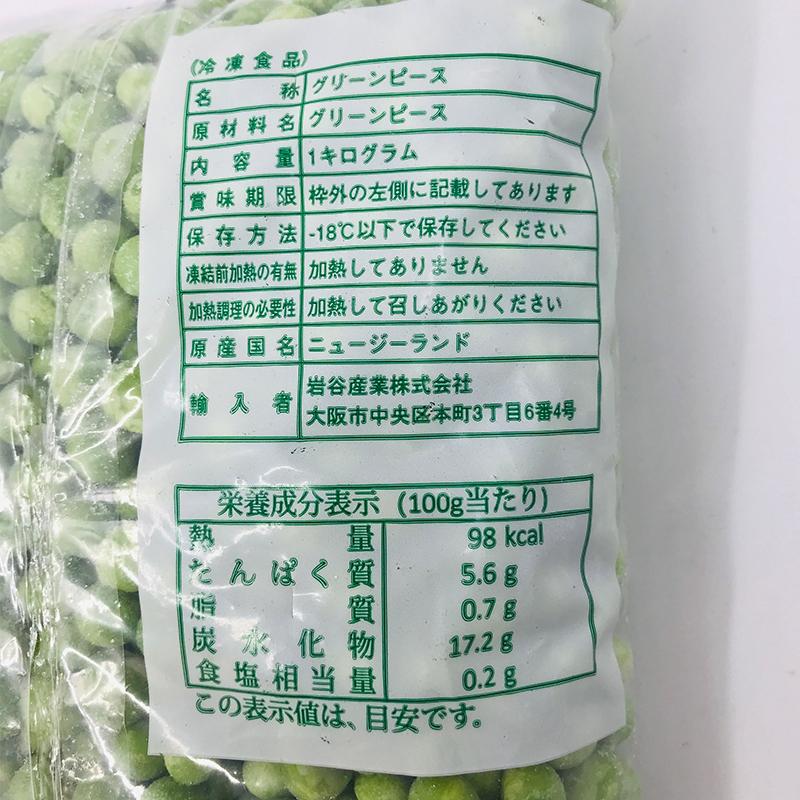 (冷凍食品)
名称 グリーンピース
原材料名 グリーンピース
内容量 1キログラム
賞味期限 枠外の左側に記載してあります
保存方法 -18℃以下で保存してください
凍結前加熱の有無 加熱してありません
加熱調理の必要性 加熱して召しあがりください
原産国名 ニュージーランド
輸入者 岩谷産業株式会社
大阪市中央区本町3丁目6番4号
栄養成分表示 (100g当たり)
熱量 98 kcal
たんぱく質 5.6 g
脂質 0.7 g
炭水化物 17.2 g
食塩相当量 0.2 g
この表示値は、目安です。